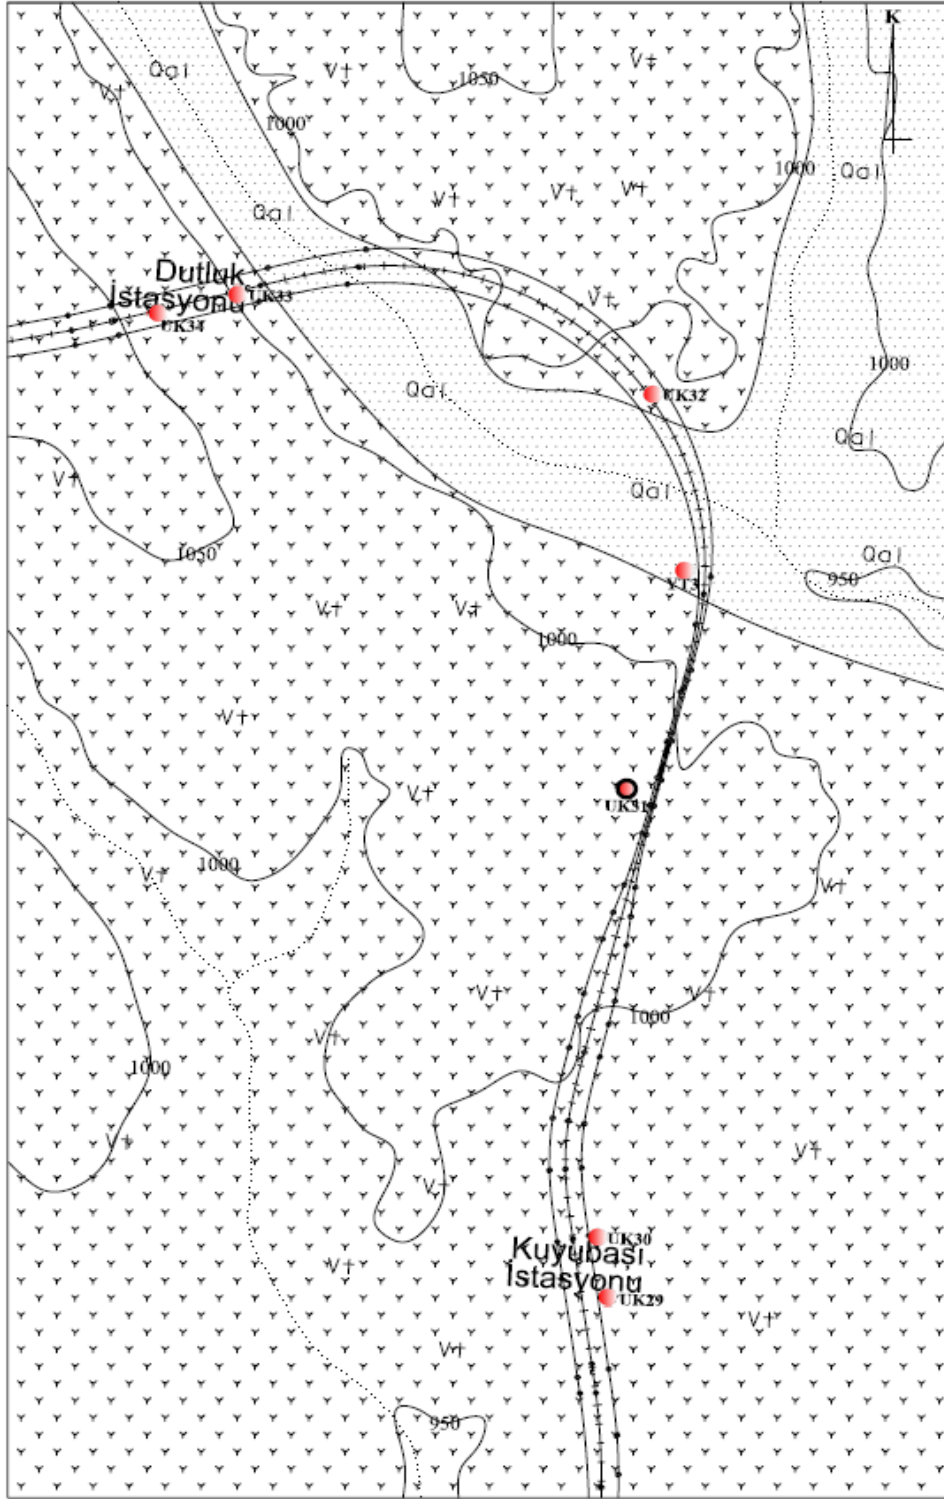 K
Qal
V+
V+
V+
1050
V+
1000
1000
Qal
V+
V+
V+
Qal
Dutluk
İstasyonu
UK33
UK34
V+
1000
Qal
UK32
Qal
V+
Qal
1050
Qal
950
YT3
V+
V+
1000
V+
V+
UK31
1000
V+
V+
V+
V+
1000
V+
1000
V+
V+
V+
UK30
Kuyubaşı
İstasyonu
V+
UK29
V+
V+
950